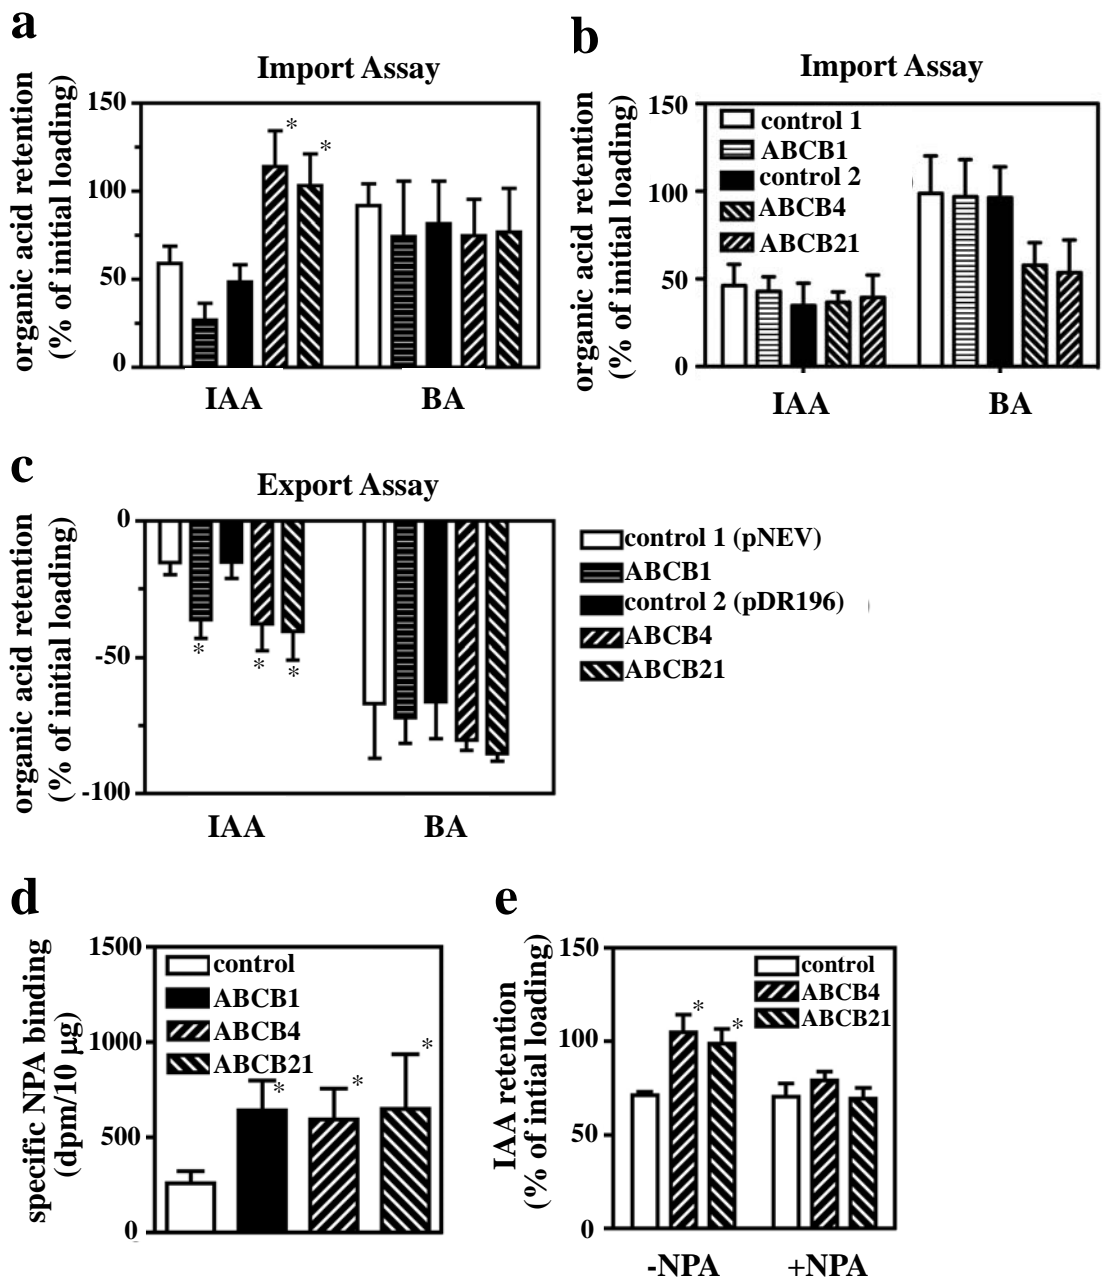 a
Import Assay
organic acid retention
(% of initial loading)
150
100
50
0
*
*
IAA
BA
b
Import Assay
organic acid retention
(% of initial loading)
150
100
50
0
control 1
ABCB1
control 2
ABCB4
ABCB21
IAA
BA
c
Export Assay
organic acid retention
(% of initial loading)
0
-50
-100
*
*
*
IAA
BA
control 1 (pNEV)
ABCB1
control 2 (pDR196)
ABCB4
ABCB21
d
specific NPA binding
(dpm/10 µg)
1500
1000
500
0
control
ABCB1
ABCB4
ABCB21
*
*
*
e
IAA retention
(% of intial loading)
150
100
50
0
control
ABCB4
ABCB21
*
*
-NPA
+NPA